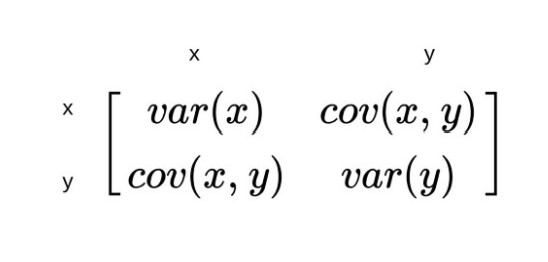 x y
x var(x) cov(x, y)
y cov(x, y) var(y)